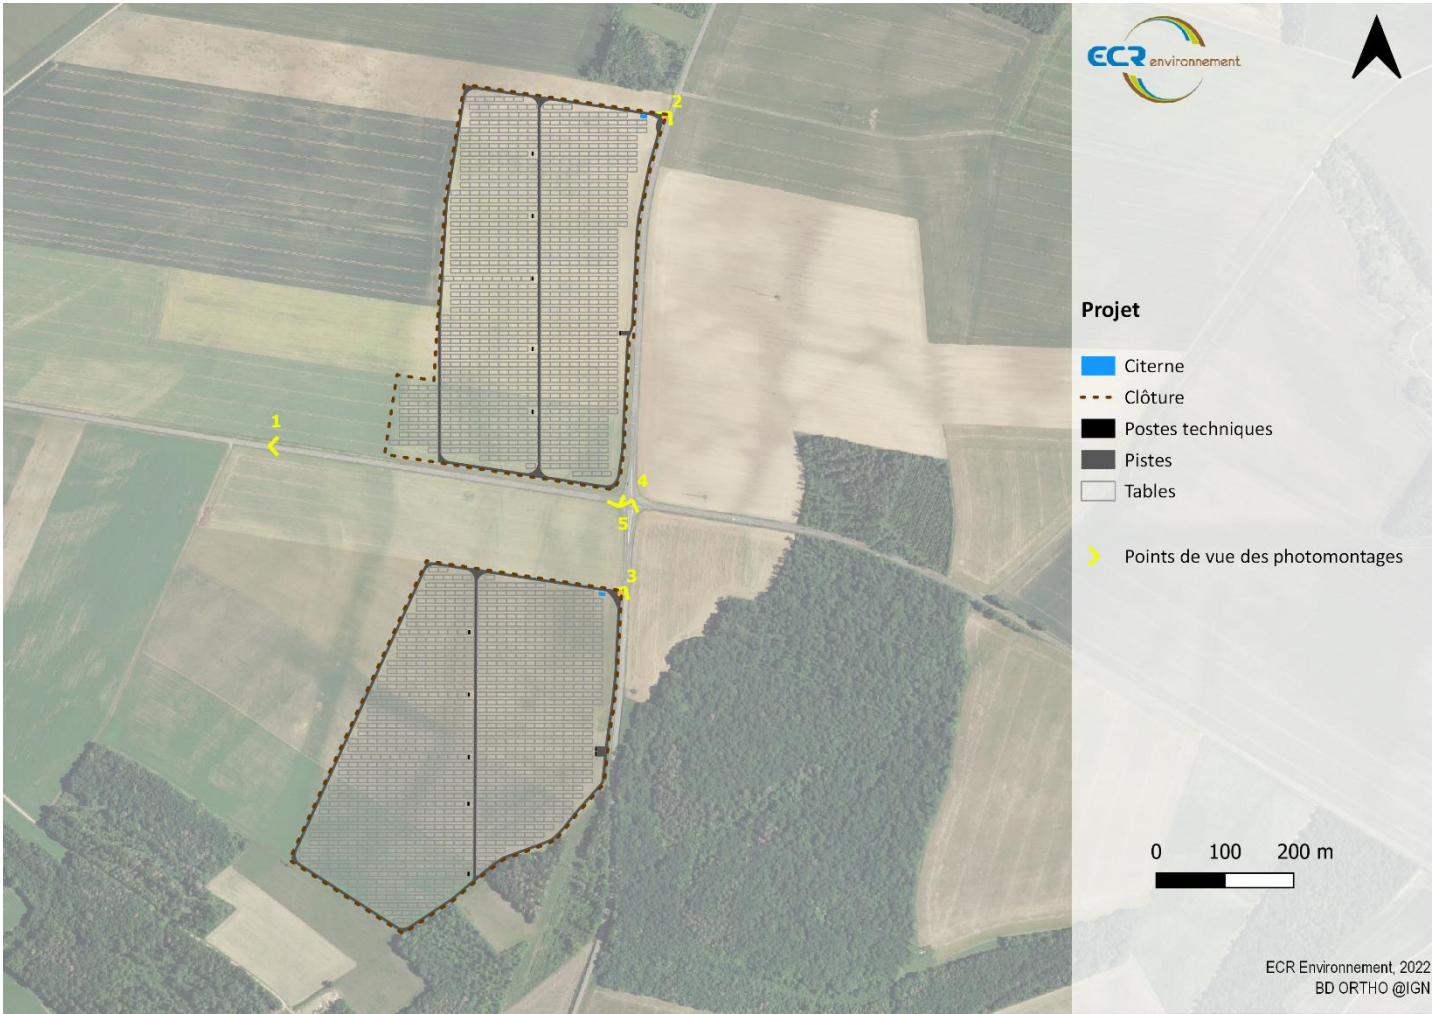 ECR environnement
2
1
4
5
3
Projet
Citerne
Clôture
Postes techniques
Pistes
Tables
Points de vue des photomontages
0 100 200 m
ECR Environnement, 2022
BD ORTHO @IGN